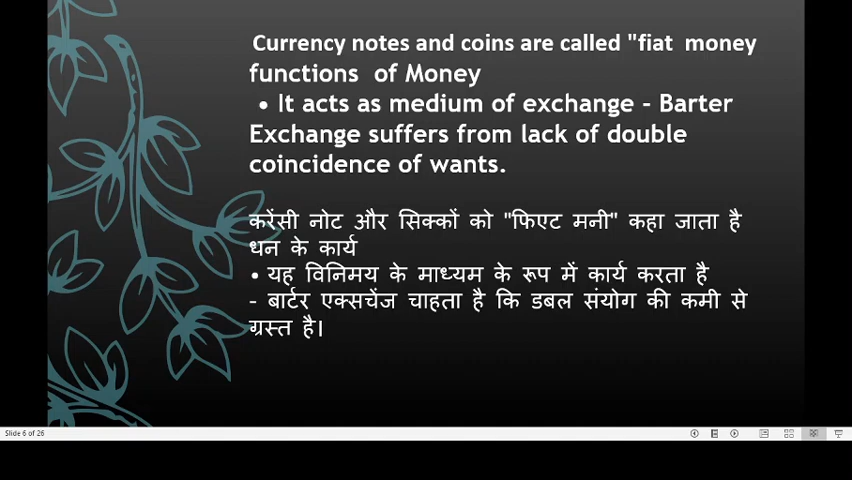 Currency notes and coins are called "fiat money
functions of Money
• It acts as medium of exchange - Barter
Exchange suffers from lack of double
coincidence of wants.
करेंसी नोट और सिक्कों को "फिएट मनी" कहा जाता है
धन के कार्य
• यह विनिमय के माध्यम के रूप में कार्य करता है
- बार्टर एक्सचेंज चाहता है कि डबल संयोग की कमी से
ग्रस्त है।
Slide 6 of 26